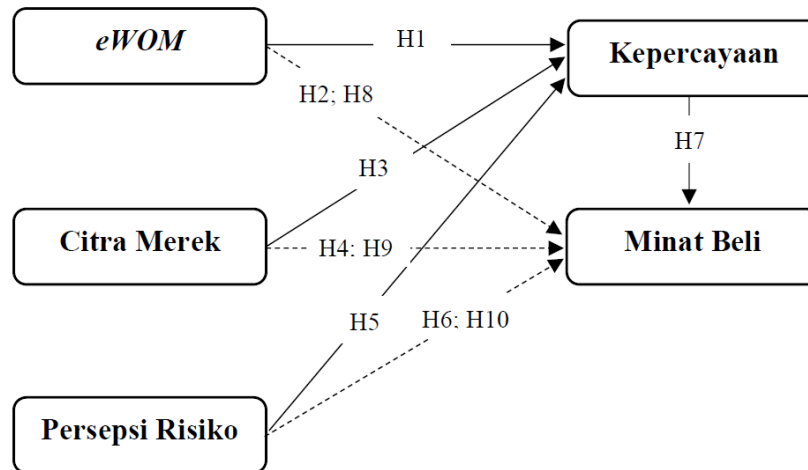 eWOM
H1
Kepercayaan
H2; H8
H7
H3
Citra Merek
H4; H9
Minat Beli
H5
H6; H10
Persepsi Risiko